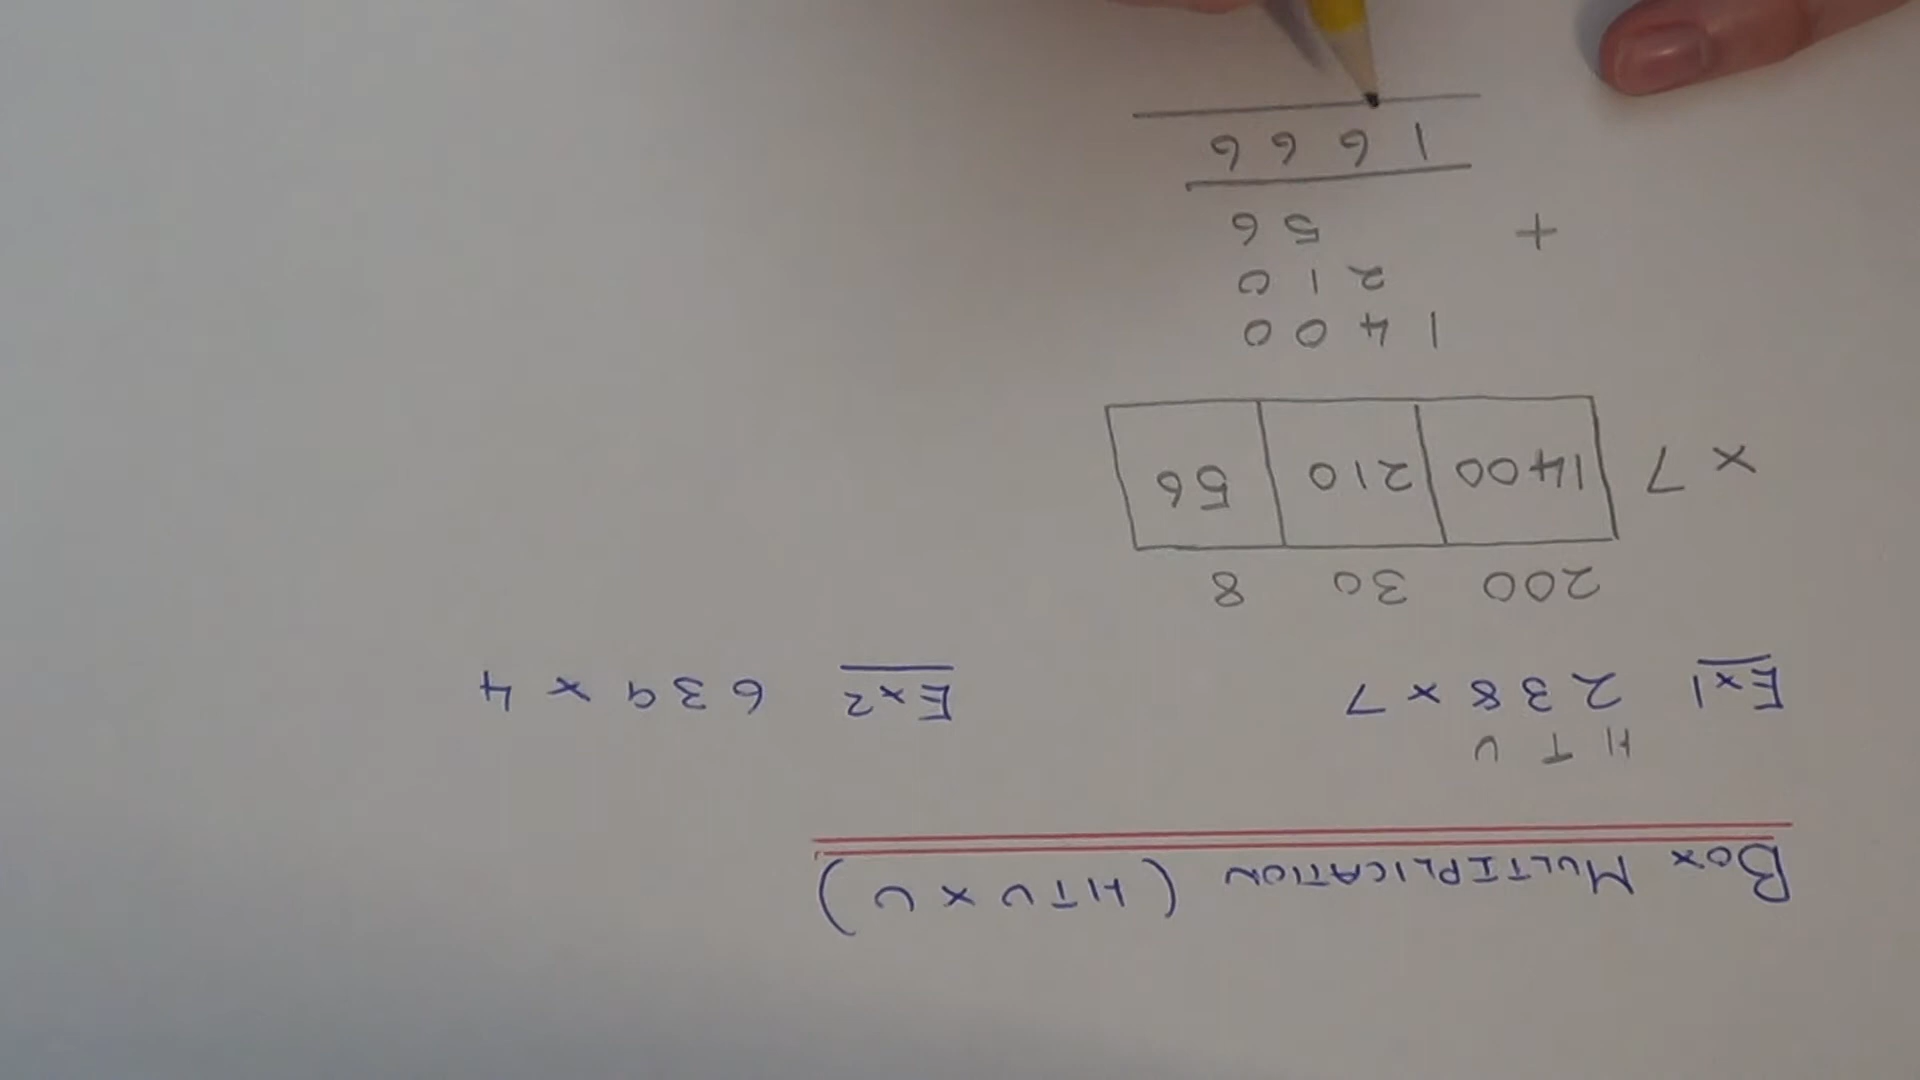 BOX MULTIPLICATION (HTU × U)
H T U
Ex1 238 × 7 Ex2 639 × 4
200 30 8
× 7 1400 210 56
1400
210
+ 56
1666